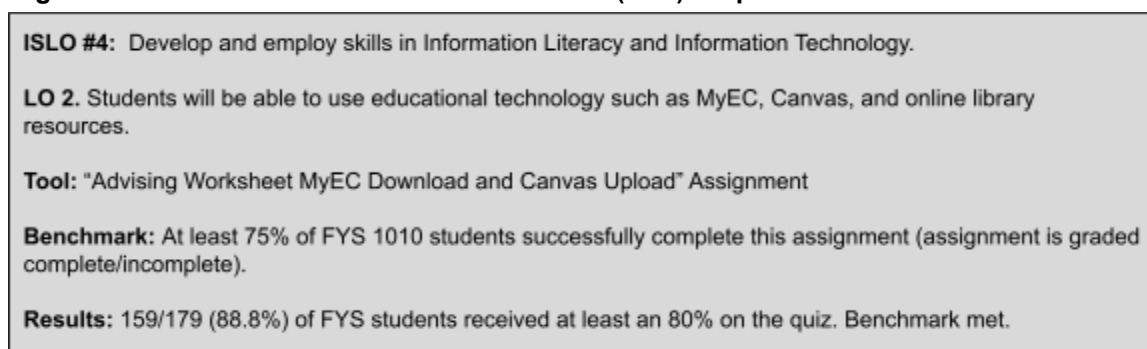 ISLO #4: Develop and employ skills in Information Literacy and Information Technology.
LO 2. Students will be able to use educational technology such as MyEC, Canvas, and online library
resources.
Tool: “Advising Worksheet MyEC Download and Canvas Upload” Assignment
Benchmark: At least 75% of FYS 1010 students successfully complete this assignment (assignment is graded
complete/incomplete).
Results: 159/179 (88.8%) of FYS students received at least an 80% on the quiz. Benchmark met.